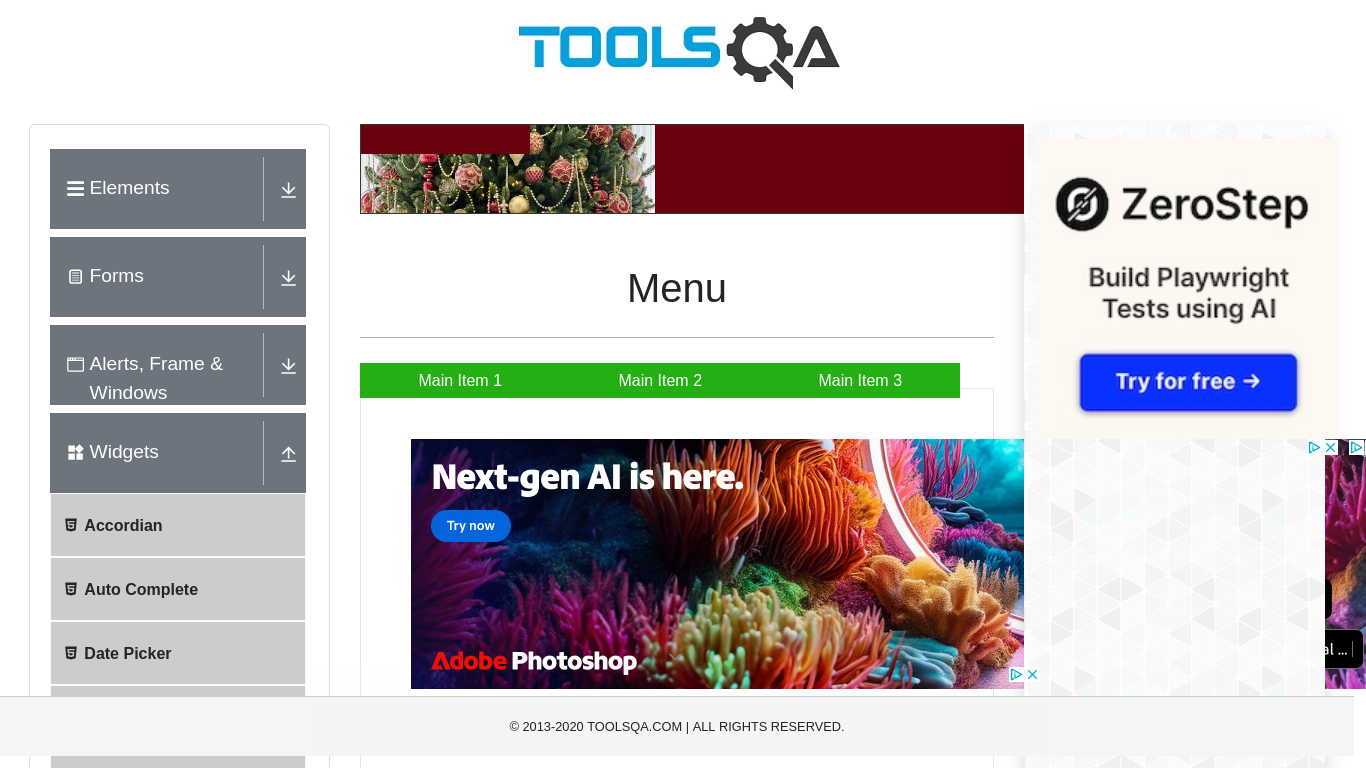 TOOLSQA
Elements
Forms
Alerts, Frame &
Windows
Widgets
Accordian
Auto Complete
Date Picker
Menu
Main Item 1
Main Item 2
Main Item 3
Next-gen AI is here.
Try now
Adobe Photoshop
ZeroStep
Build Playwright
Tests using AI
Try for free →
al ...
© 2013-2020 TOOLSQA.COM | ALL RIGHTS RESERVED.